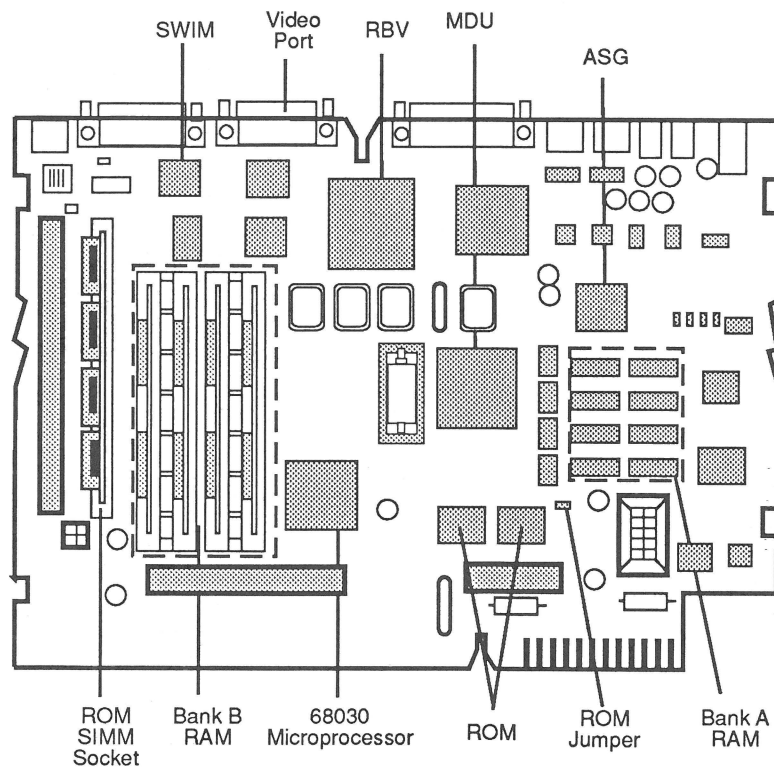 SWIM
Video
Port
RBV
MDU
ASG
ROM
SIMM
Socket
Bank B
RAM
68030
Microprocessor
ROM
ROM
Jumper
Bank A
RAM